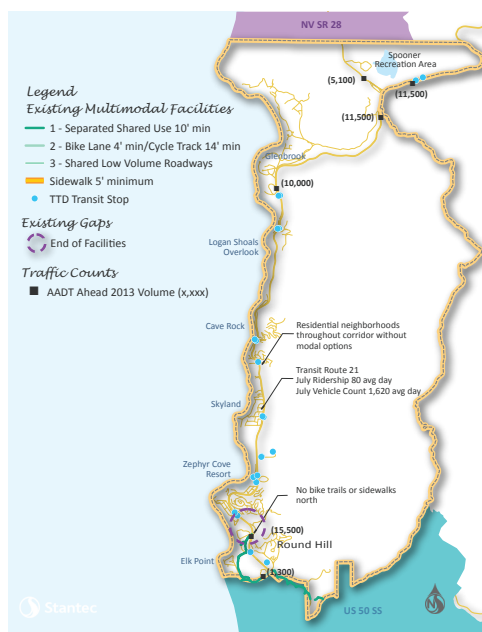 NV SR 28
Spooner
Recreation Area
(5,100)
(11,500)
(11,500)
Legend
Existing Multimodal Facilities
1 - Separated Shared Use 10' min
2 - Bike Lane 4' min/Cycle Track 14' min
3 - Shared Low Volume Roadways
Sidewalk 5' minimum
TTD Transit Stop
Existing Gaps
End of Facilities
Traffic Counts
AADT Ahead 2013 Volume (x,xxx)
Glenbrook
(10,000)
Logan Shoals
Overlook
Cave Rock
Residential neighborhoods
throughout corridor without
modal options
Transit Route 21
July Ridership 80 avg day
July Vehicle Count 1,620 avg day
Skyland
Zephyr Cove
Resort
No bike trails or sidewalks
north
(15,500)
Round Hill
Elk Point
(1,300)
Stantec
US 50 SS
N